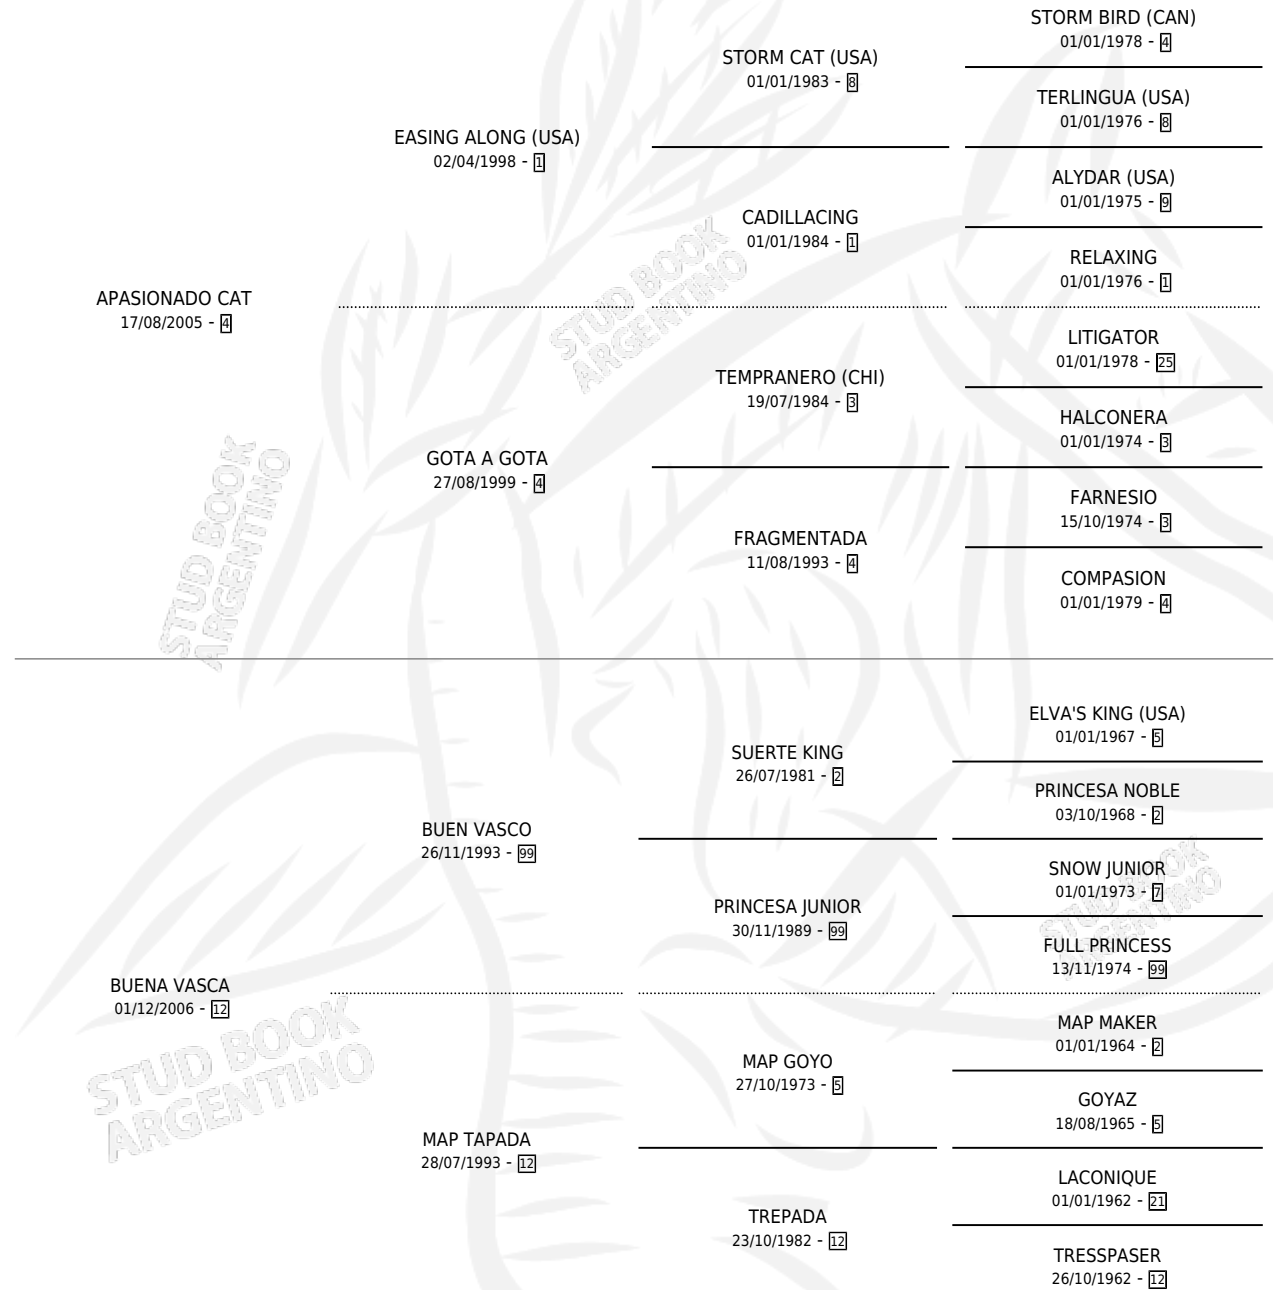 STORM BIRD (CAN)
01/01/1978 - 4
STORM CAT (USA)
01/01/1983 - 8
TERLINGUA (USA)
01/01/1976 - 8
EASING ALONG (USA)
02/04/1998 - 1
ALYDAR (USA)
01/01/1975 - 9
CADILLACING
01/01/1984 - 1
RELAXING
01/01/1976 - 1
APASIONADO CAT
17/08/2005 - 4
LITIGATOR
01/01/1978 - 25
TEMPRANERO (CHI)
19/07/1984 - 3
HALCONERA
01/01/1974 - 3
GOTA A GOTA
27/08/1999 - 4
FARNESIO
15/10/1974 - 3
FRAGMENTADA
11/08/1993 - 4
COMPASION
01/01/1979 - 4
ELVA'S KING (USA)
01/01/1967 - 5
SUERTE KING
26/07/1981 - 2
PRINCESA NOBLE
03/10/1968 - 2
BUEN VASCO
26/11/1993 - 99
SNOW JUNIOR
01/01/1973 - 7
PRINCESA JUNIOR
30/11/1989 - 99
FULL PRINCESS
13/11/1974 - 99
BUENA VASCA
01/12/2006 - 12
MAP MAKER
01/01/1964 - 2
MAP GOYO
27/10/1973 - 5
GOYAZ
18/08/1965 - 5
MAP TAPADA
28/07/1993 - 12
LACONIQUE
01/01/1962 - 21
TREPADA
23/10/1982 - 12
TRESSPASER
26/10/1962 - 12
STUD BOOK
ARGENTINO
STUD BOOK
ARGENTINO
STUD BOOK
ARGENTINO
STUD BOOK
ARGENTINO